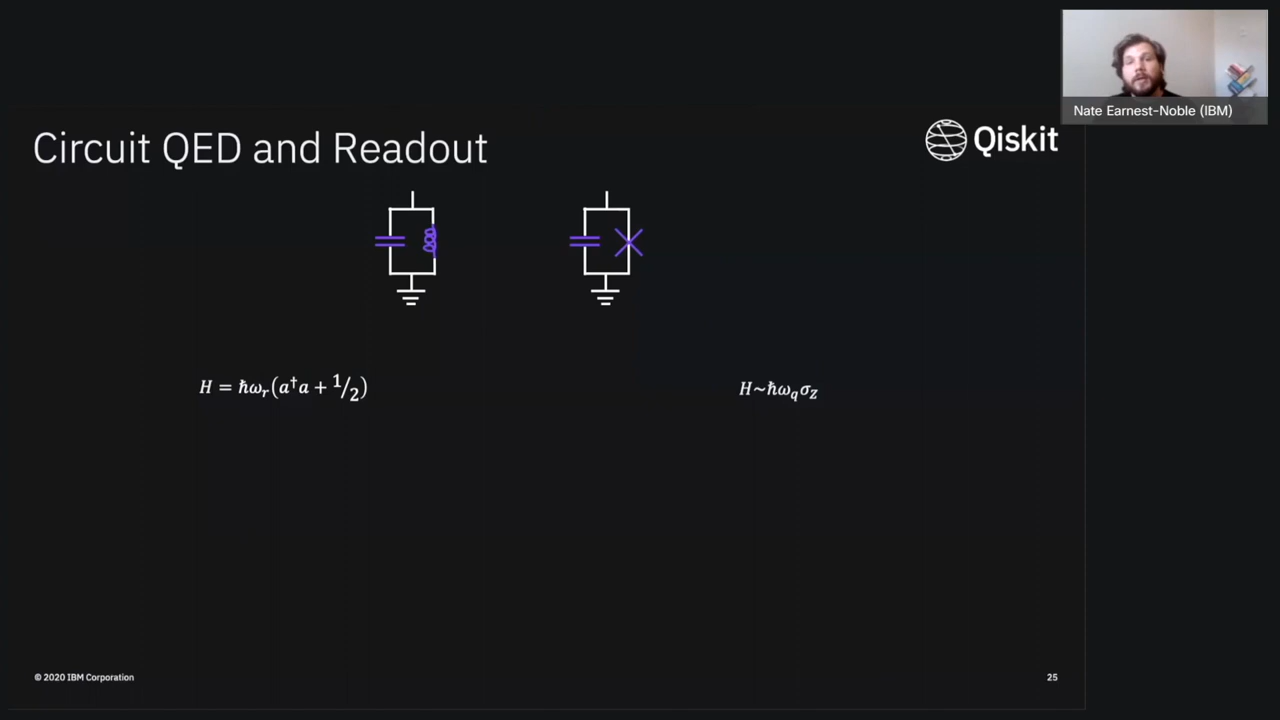 Nate Earnest-Noble (IBM)
Circuit QED and Readout
Qiskit
H = ħω_r(a†a + 1/2)
H~ħω_qσ_Z
© 2020 IBM Corporation
25